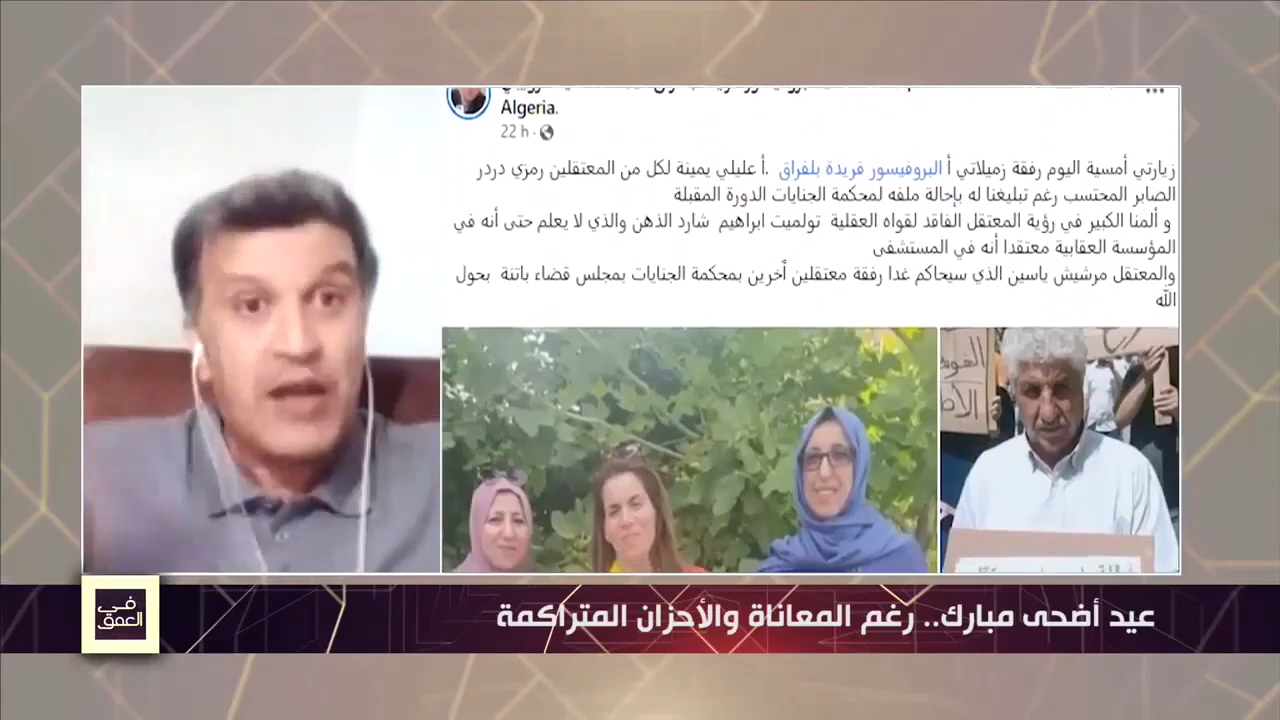 Algeria.
22 h ·
زيارتي أمسية اليوم رفقة زميلاتي أ البروفيسور فريدة بلفراق .أ عليلي يمينة لكل من المعتقلين رمزي دردر
الصابر المحتسب رغم تبليغنا له بإحالة ملفه لمحكمة الجنايات الدورة المقبلة
و ألمنا الكبير في رؤية المعتقل الفاقد لقواه العقلية تولميت ابراهيم شارد الذهن والذي لا يعلم حتى أنه في
المؤسسة العقابية معتقدا أنه في المستشفى
والمعتقل مرشيش ياسين الذي سيحاكم غدا رفقة معتقلين أخرين بمحكمة الجنايات بمجلس قضاء باتنة بحول
الله
عيد أضحى مبارك.. رغم المعاناة والأحزان المتراكمة
في
العمق